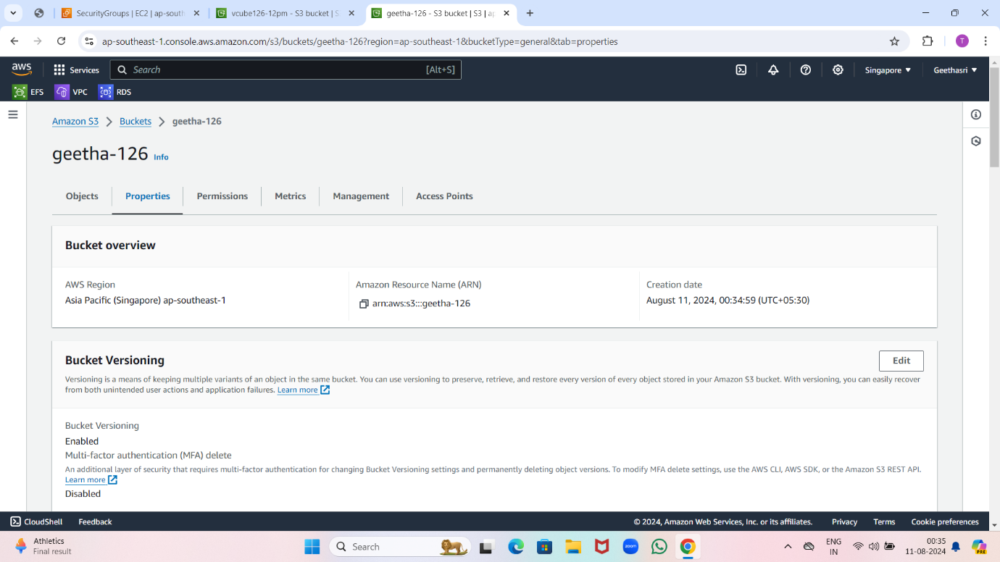 SecurityGroups | EC2 | ap-south
vcube126-12pm - S3 bucket | S
geetha-126 - S3 bucket | S3 | ap
ap-southeast-1.console.aws.amazon.com/s3/buckets/geetha-126?region=ap-southeast-1&bucketType=general&tab=properties
T
aws
Services
Search
[Alt+S]
Singapore
Geethasri
EFS
VPC
RDS
Amazon S3
Buckets
geetha-126
geetha-126 Info
Objects
Properties
Permissions
Metrics
Management
Access Points
Bucket overview
AWS Region
Asia Pacific (Singapore) ap-southeast-1
Amazon Resource Name (ARN)
arn:aws:s3:::geetha-126
Creation date
August 11, 2024, 00:34:59 (UTC+05:30)
Bucket Versioning
Edit
Versioning is a means of keeping multiple variants of an object in the same bucket. You can use versioning to preserve, retrieve, and restore every version of every object stored in your Amazon S3 bucket. With versioning, you can easily recover
from both unintended user actions and application failures. Learn more
Bucket Versioning
Enabled
Multi-factor authentication (MFA) delete
An additional layer of security that requires multi-factor authentication for changing Bucket Versioning settings and permanently deleting object versions. To modify MFA delete settings, use the AWS CLI, AWS SDK, or the Amazon S3 REST API.
Learn more
Disabled
CloudShell
Feedback
© 2024, Amazon Web Services, Inc. or its affiliates.
Privacy
Terms
Cookie preferences
Athletics
Final result
Search
zoom
ENG
IN
00:35
11-08-2024
PRE